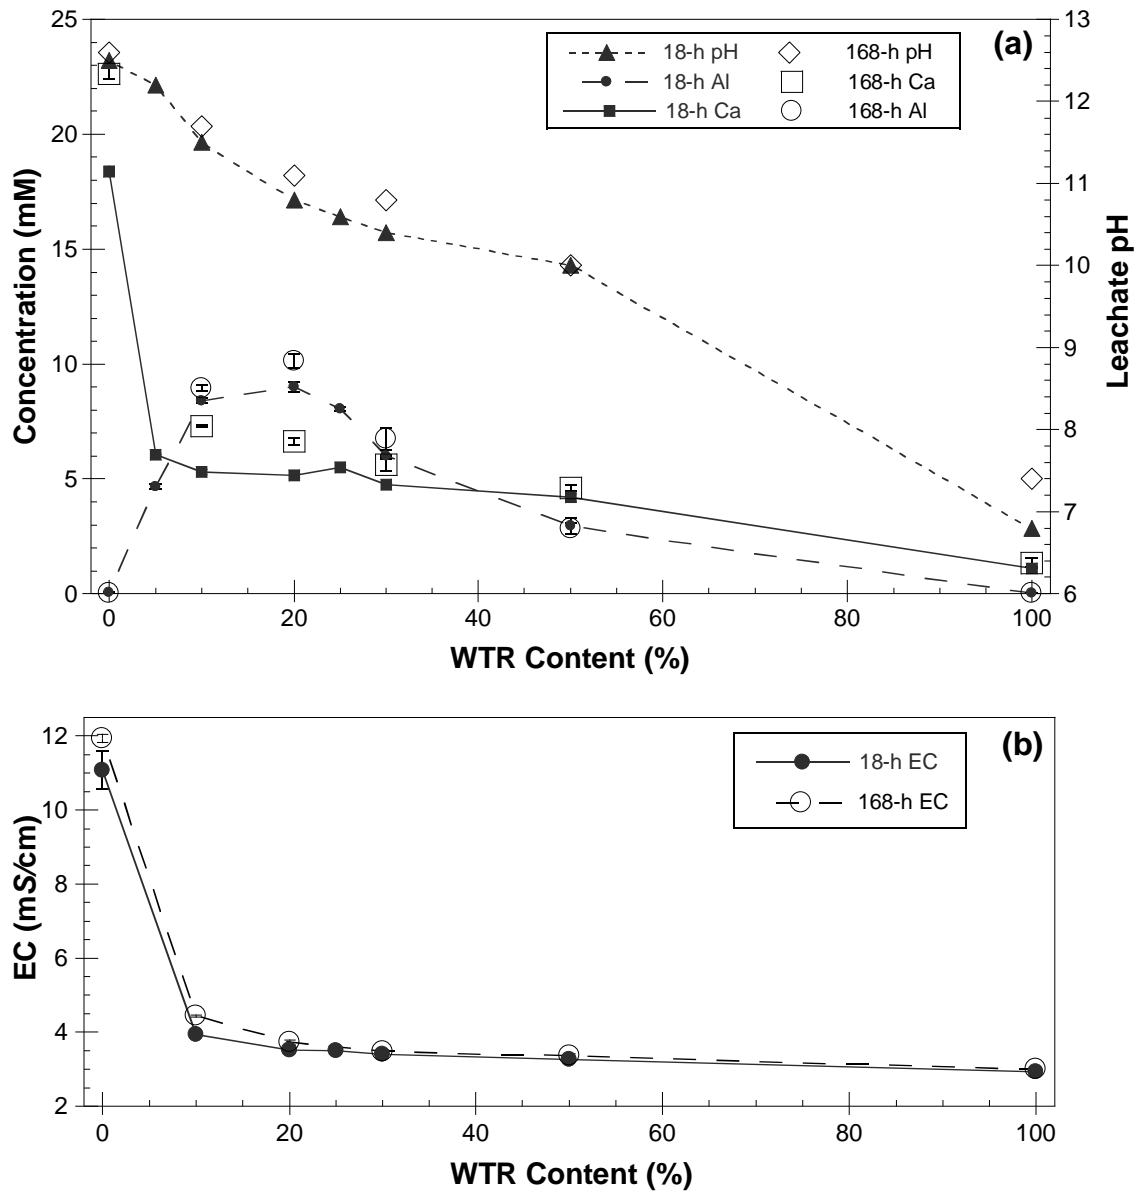 25
20
15
10
5
0
Concentration (mM)
(a)
18-h pH 168-h pH
18-h Al 168-h Ca
18-h Ca 168-h Al
13
12
11
10
9
8
7
6
Leachate pH
0 20 40 60 80 100
WTR Content (%)
12
10
8
6
4
2
EC (mS/cm)
(b)
18-h EC
168-h EC
0 20 40 60 80 100
WTR Content (%)